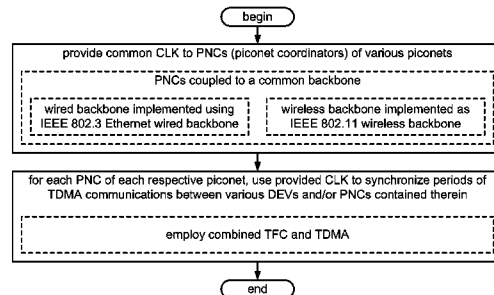 begin
provide common CLK to PNCs (piconet coordinators) of various piconets
PNCs coupled to a common backbone
wired backbone implemented using
IEEE 802.3 Ethernet wired backbone
wireless backbone implemented as
IEEE 802.11 wireless backbone
for each PNC of each respective piconet, use provided CLK to synchronize periods of
TDMA communications between various DEVs and/or PNCs contained therein
employ combined TFC and TDMA
end